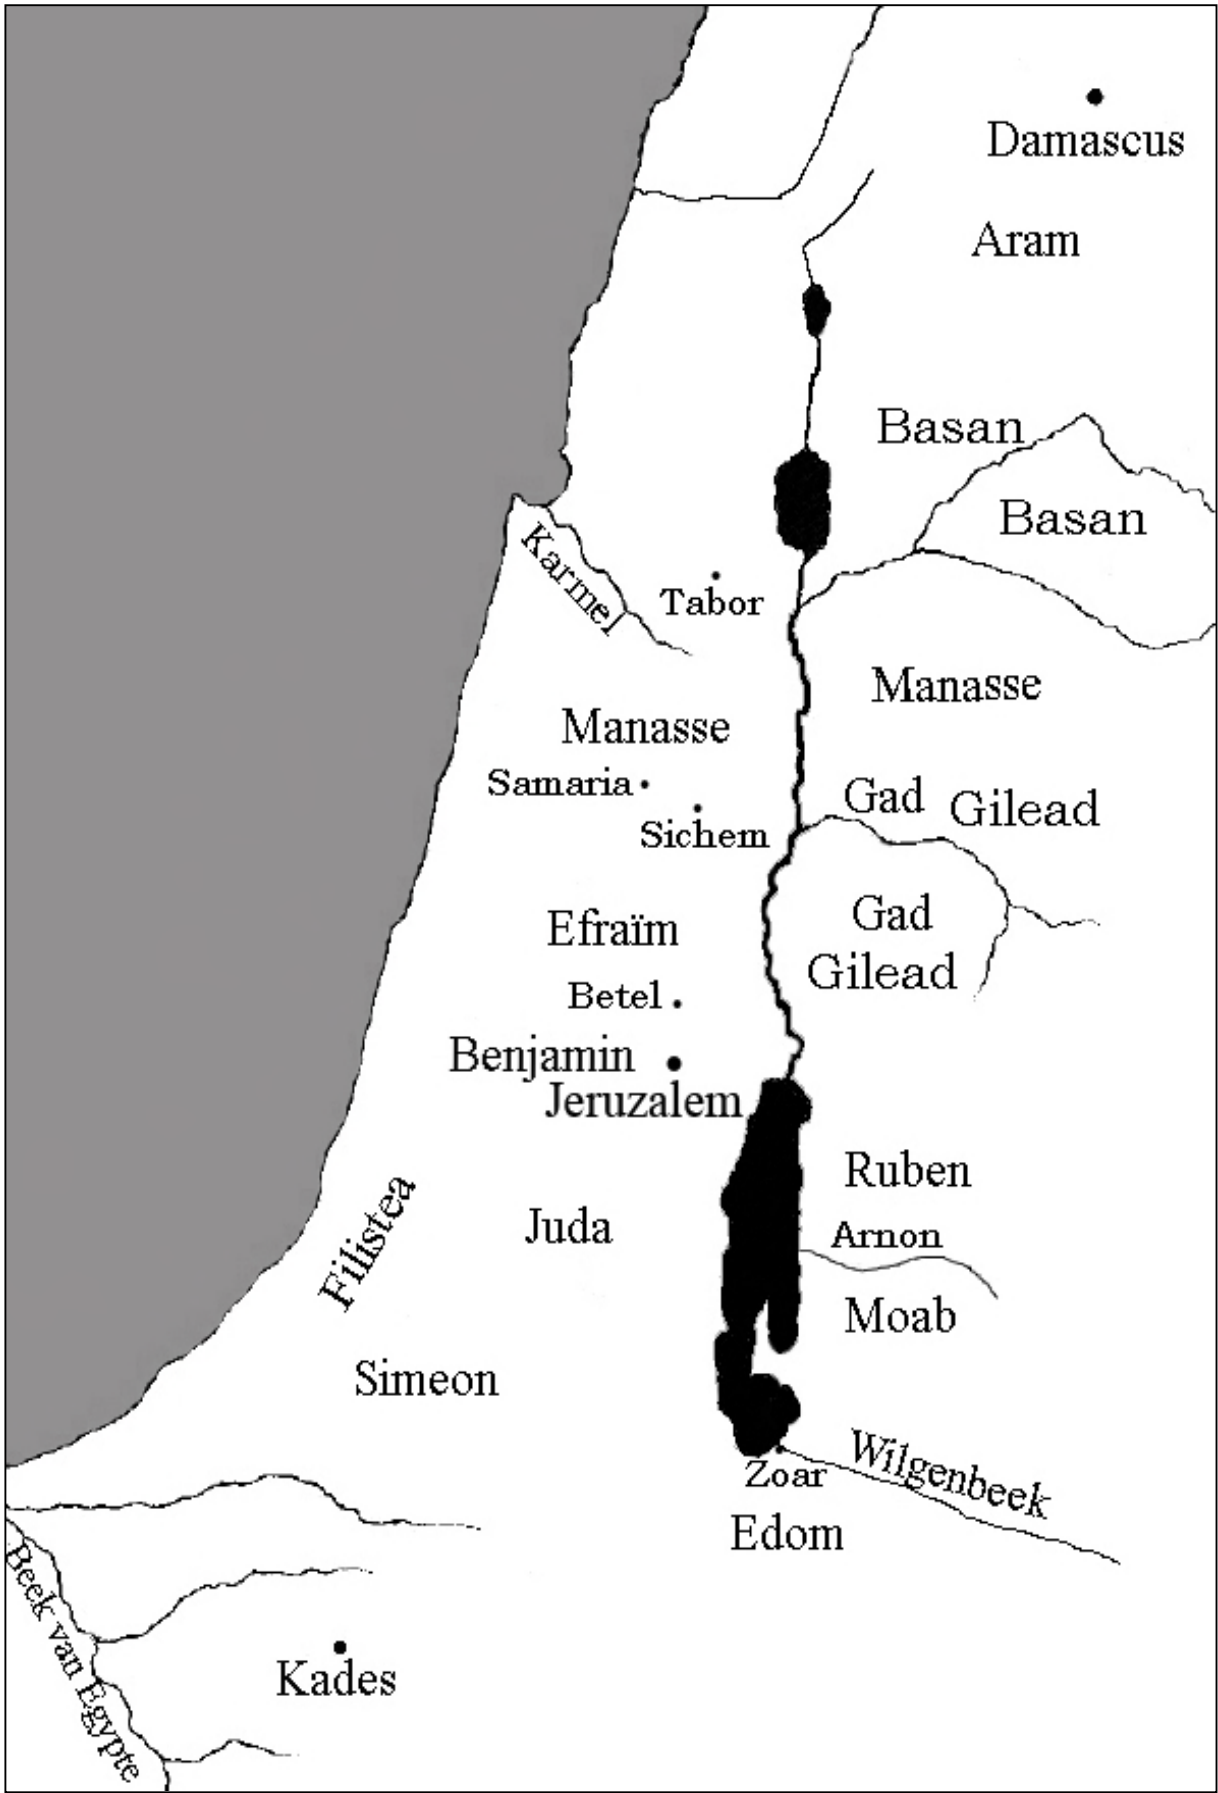 Damascus
Aram
Basan
Basan
Karmel
Tabor
Manasse
Manasse
Samaria
Sichem
Gad Gilead
Gad
Gilead
Efraïm
Betel
Benjamin
Jeruzalem
Ruben
Filistea
Juda
Arnon
Moab
Simeon
Wilgenbeek
Zoar
Edom
Beek van Egypte
Kades